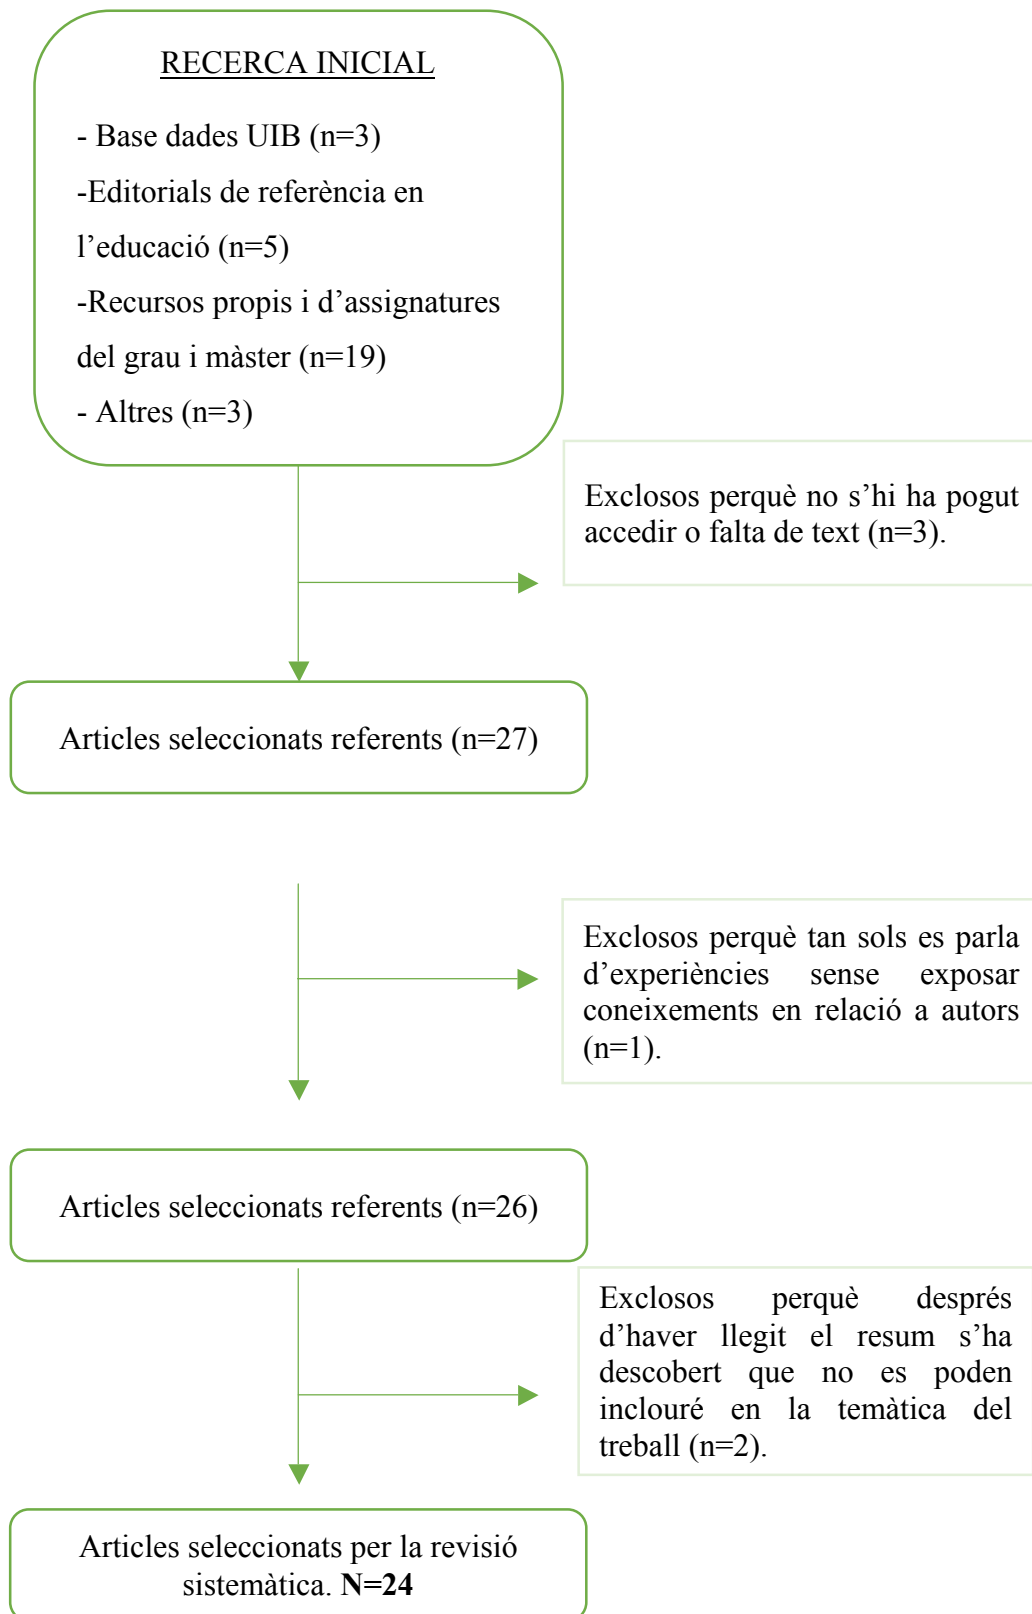 RECERCA INICIAL
- Base dades UIB (n=3)
-Editorials de referència en
l’educació (n=5)
-Recursos propis i d’assignatures
del grau i màster (n=19)
- Altres (n=3)
Exclosos perquè no s’hi ha pogut
accedir o falta de text (n=3).
Articles seleccionats referents (n=27)
Exclosos perquè tan sols es parla
d’experiències sense exposar
coneixements en relació a autors
(n=1).
Articles seleccionats referents (n=26)
Exclosos perquè després
d’haver llegit el resum s’ha
descobert que no es poden
inclouré en la temàtica del
treball (n=2).
Articles seleccionats per la revisió
sistemàtica. N=24